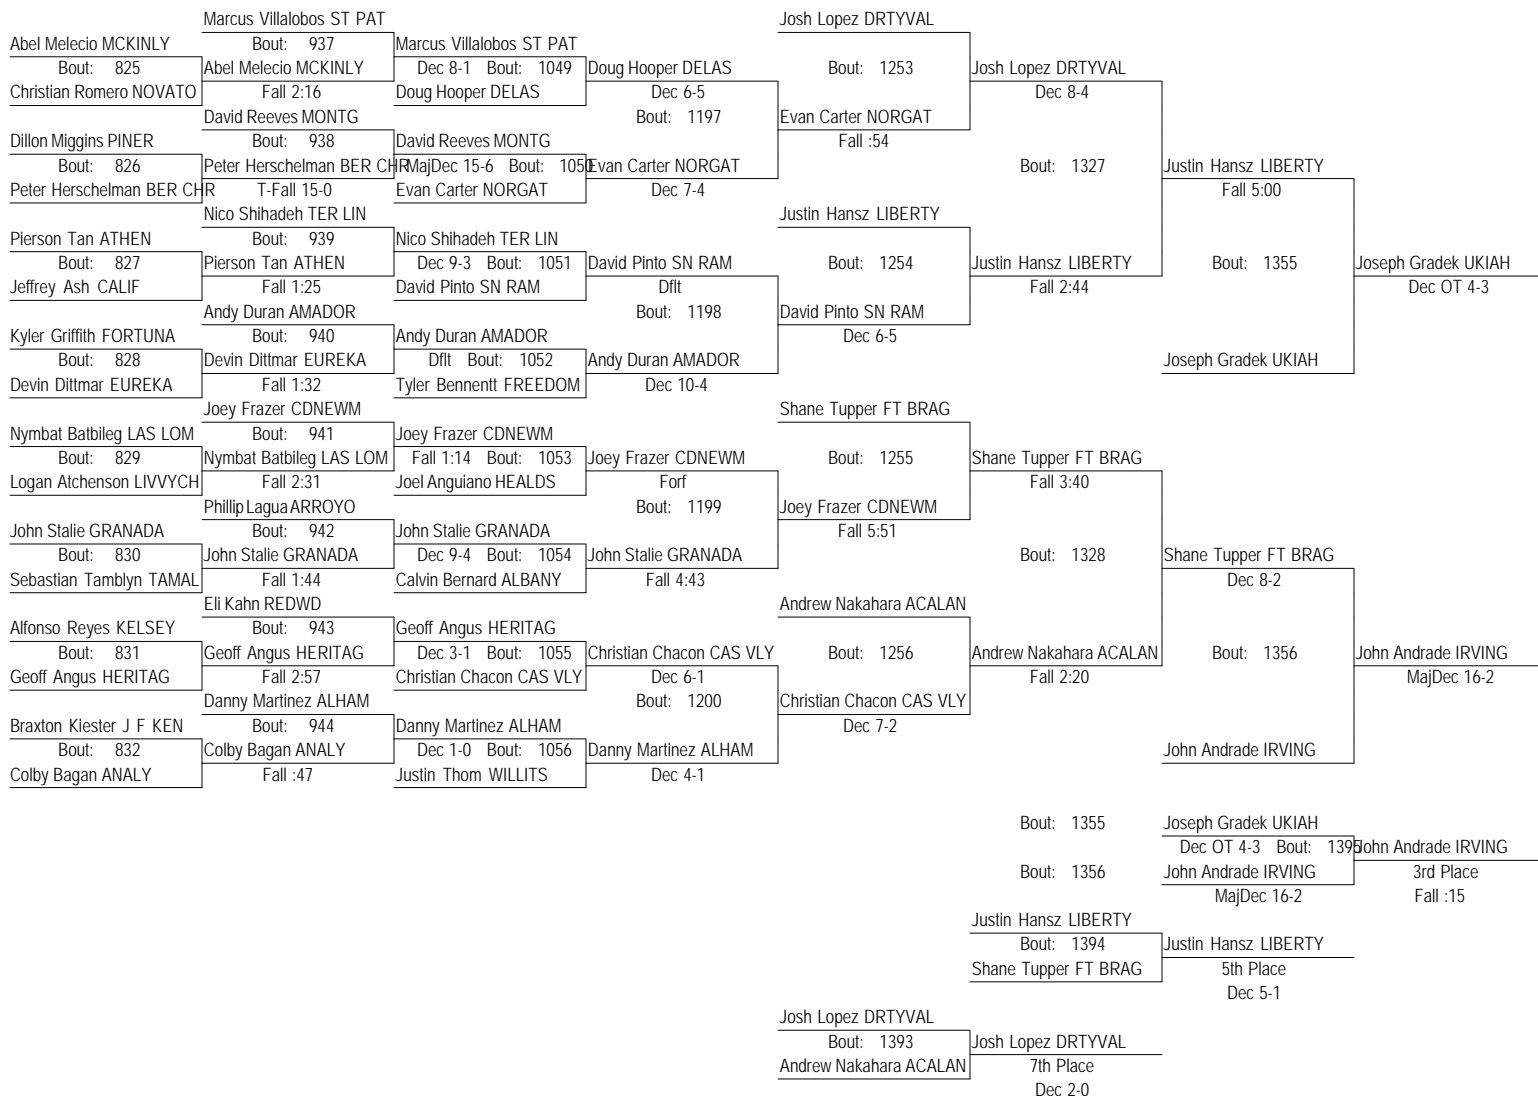 Marcus Villalobos ST PAT Josh Lopez DRTYVAL
Abel Melecio MCKINLY Bout: 937 Marcus Villalobos ST PAT
Bout: 825 Abel Melecio MCKINLY Dec 8-1 Bout: 1049 Doug Hooper DELAS Bout: 1253 Josh Lopez DRTYVAL
Christian Romero NOVATO Fall 2:16 Doug Hooper DELAS Dec 6-5 Dec 8-4
David Reeves MONTG Bout: 1197 Evan Carter NORGAT
Dillon Miggins PINER Bout: 938 David Reeves MONTG Fall :54
Bout: 826 Peter Herschelman BER CHR MajDec 15-6 Bout: 1050 Evan Carter NORGAT Bout: 1327 Justin Hansz LIBERTY
Peter Herschelman BER CHR T-Fall 15-0 Evan Carter NORGAT Dec 7-4 Fall 5:00
Nico Shihadeh TER LIN Justin Hansz LIBERTY
Pierson Tan ATHEN Bout: 939 Nico Shihadeh TER LIN
Bout: 827 Pierson Tan ATHEN Dec 9-3 Bout: 1051 David Pinto SN RAM Bout: 1254 Justin Hansz LIBERTY Bout: 1355 Joseph Gradek UKIAH
Jeffrey Ash CALIF Fall 1:25 David Pinto SN RAM Dflt Fall 2:44 Dec OT 4-3
Andy Duran AMADOR Bout: 1198 David Pinto SN RAM
Kyler Griffith FORTUNA Bout: 940 Andy Duran AMADOR Dec 6-5
Bout: 828 Devin Dittmar EUREKA Dflt Bout: 1052 Andy Duran AMADOR Joseph Gradek UKIAH
Devin Dittmar EUREKA Fall 1:32 Tyler Bennentt FREEDOM Dec 10-4
Joey Frazer CDNEWM Shane Tupper FT BRAG
Nymbat Batbileg LAS LOM Bout: 941 Joey Frazer CDNEWM
Bout: 829 Nymbat Batbileg LAS LOM Fall 1:14 Bout: 1053 Joey Frazer CDNEWM Bout: 1255 Shane Tupper FT BRAG
Logan Atchenson LIVVYCH Fall 2:31 Joel Anguiano HEALDS Forf Fall 3:40
Phillip Lagua ARROYO Bout: 1199 Joey Frazer CDNEWM
John Stalie GRANADA Bout: 942 John Stalie GRANADA Fall 5:51
Bout: 830 John Stalie GRANADA Dec 9-4 Bout: 1054 John Stalie GRANADA Bout: 1328 Shane Tupper FT BRAG
Sebastian Tamblyn TAMAL Fall 1:44 Calvin Bernard ALBANY Fall 4:43 Dec 8-2
Eli Kahn REDWD Andrew Nakahara ACALAN
Alfonso Reyes KELSEY Bout: 943 Geoff Angus HERITAG
Bout: 831 Geoff Angus HERITAG Dec 3-1 Bout: 1055 Christian Chacon CAS VLY Bout: 1256 Andrew Nakahara ACALAN Bout: 1356 John Andrade IRVING
Geoff Angus HERITAG Fall 2:57 Christian Chacon CAS VLY Dec 6-1 Fall 2:20 MajDec 16-2
Danny Martinez ALHAM Bout: 1200 Christian Chacon CAS VLY
Braxton Kiester J F KEN Bout: 944 Danny Martinez ALHAM Dec 7-2
Bout: 832 Colby Bagan ANALY Dec 1-0 Bout: 1056 Danny Martinez ALHAM John Andrade IRVING
Colby Bagan ANALY Fall :47 Justin Thom WILLITS Dec 4-1
Bout: 1355 Joseph Gradek UKIAH
Dec OT 4-3 Bout: 1395 John Andrade IRVING
Bout: 1356 John Andrade IRVING 3rd Place
MajDec 16-2 Fall :15
Justin Hansz LIBERTY
Bout: 1394 Justin Hansz LIBERTY
Shane Tupper FT BRAG 5th Place
Dec 5-1
Josh Lopez DRTYVAL
Bout: 1393 Josh Lopez DRTYVAL
Andrew Nakahara ACALAN 7th Place
Dec 2-0